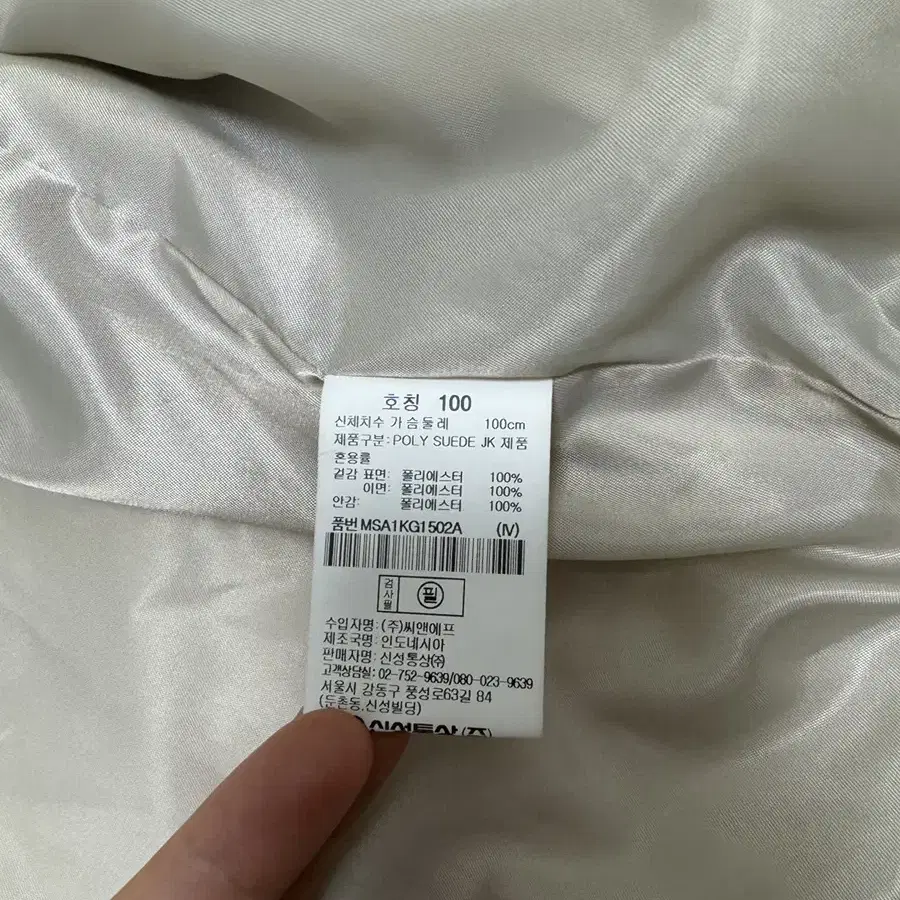 호칭 100
신체치수 가슴둘레 100cm
제품구분: POLY SUEDE JK 제품
혼용률
겉감 표면: 폴리에스터 100%
이면: 폴리에스터 100%
안감: 폴리에스터 100%
품번 MSA1KG1502A (Ⅳ)
검사필 필
수입자명: (주)씨앤에프
제조국명: 인도네시아
판매자명: 신성통상㈜
고객상담실: 02-752-9639/080-023-9639
서울시 강동구 풍성로63길 84
(둔촌동,신성빌딩)
신성통상(주)